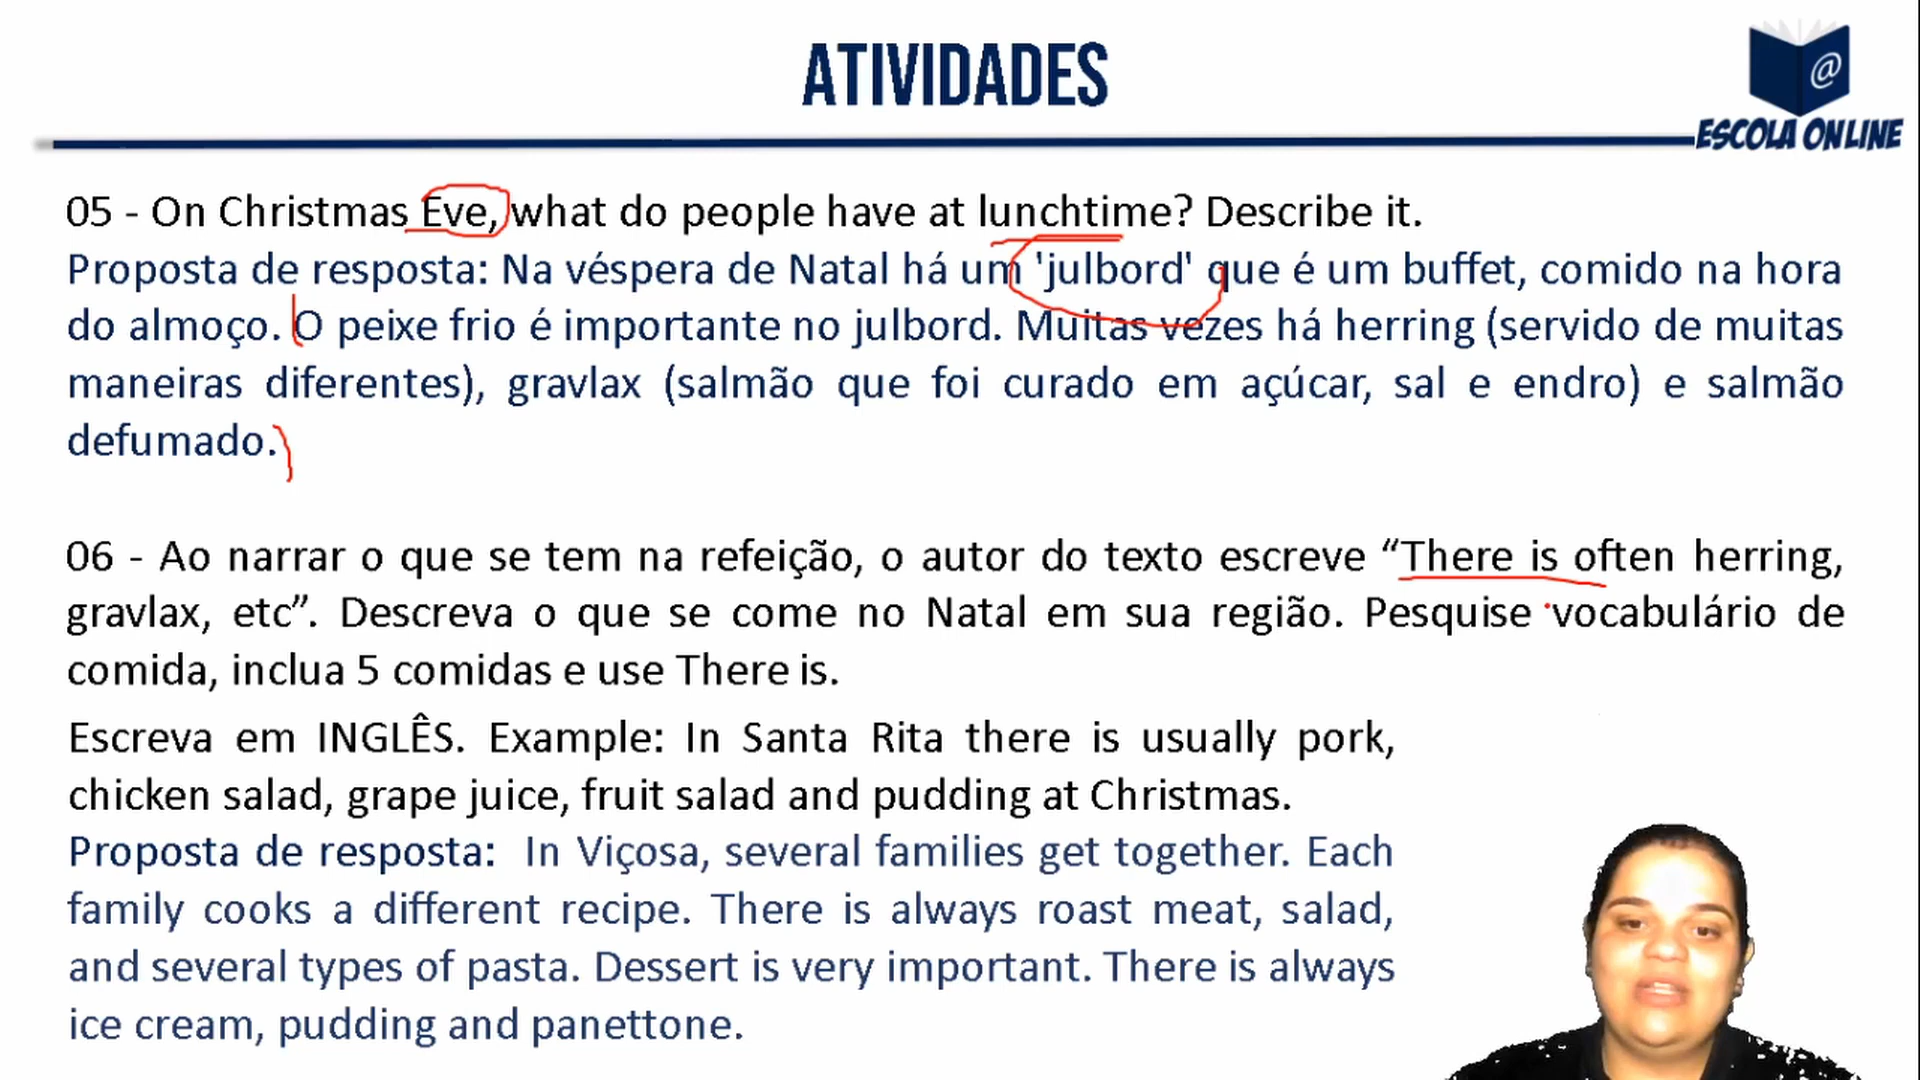 ATIVIDADES
@
ESCOLA ONLINE
05 - On Christmas Eve, what do people have at lunchtime? Describe it.
Proposta de resposta: Na véspera de Natal há um 'julbord' que é um buffet, comido na hora
do almoço. O peixe frio é importante no julbord. Muitas vezes há herring (servido de muitas
maneiras diferentes), gravlax (salmão que foi curado em açúcar, sal e endro) e salmão
defumado.
06 - Ao narrar o que se tem na refeição, o autor do texto escreve “There is often herring,
gravlax, etc”. Descreva o que se come no Natal em sua região. Pesquise vocabulário de
comida, inclua 5 comidas e use There is.
Escreva em INGLÊS. Example: In Santa Rita there is usually pork,
chicken salad, grape juice, fruit salad and pudding at Christmas.
Proposta de resposta: In Viçosa, several families get together. Each
family cooks a different recipe. There is always roast meat, salad,
and several types of pasta. Dessert is very important. There is always
ice cream, pudding and panettone.